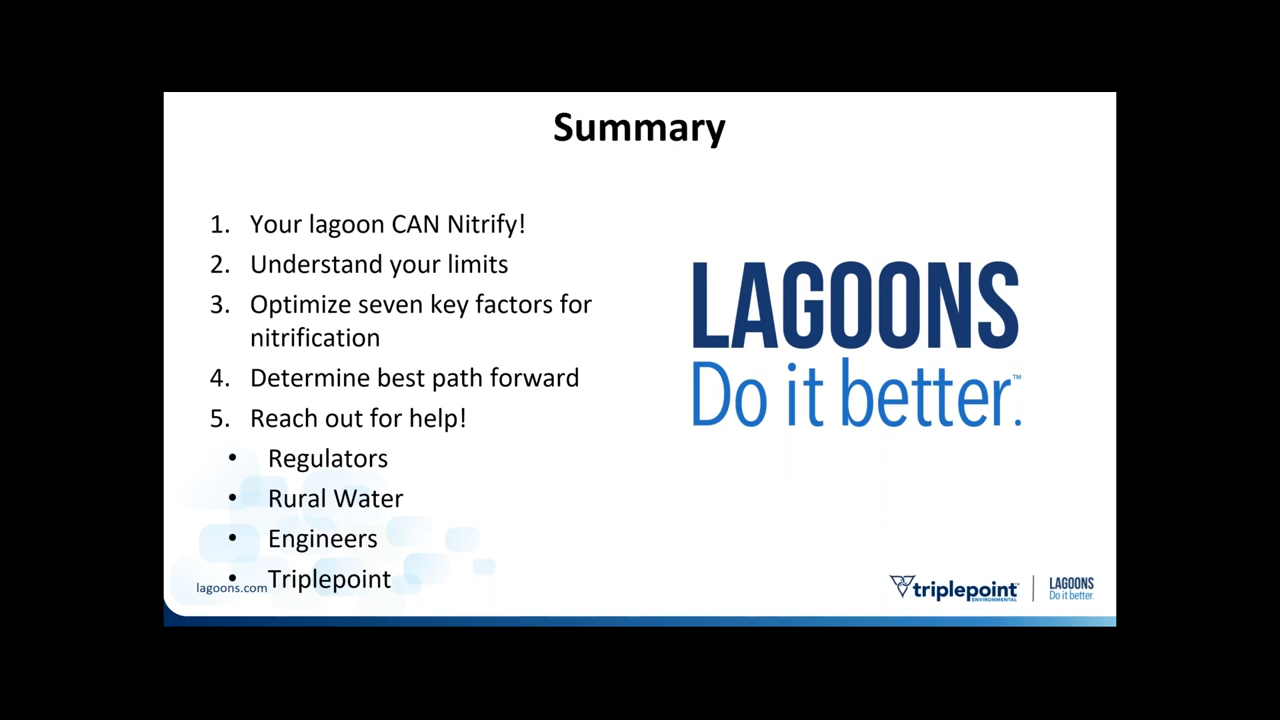 Summary
1. Your lagoon CAN Nitrify!
2. Understand your limits
3. Optimize seven key factors for
nitrification
4. Determine best path forward
5. Reach out for help!
• Regulators
• Rural Water
• Engineers
• Triplepoint
LAGOONS
Do it better.™
lagoons.com
triplepoint™
ENVIRONMENTAL
LAGOONS
Do it better.